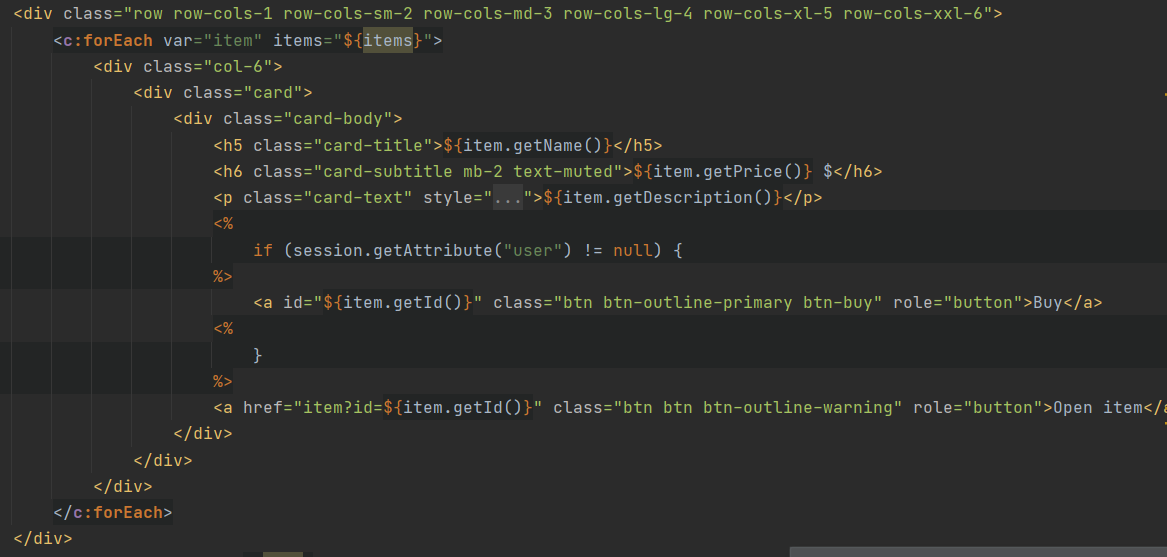 <div class="row row-cols-1 row-cols-sm-2 row-cols-md-3 row-cols-lg-4 row-cols-xl-5 row-cols-xxl-6">
<c:forEach var="item" items="${items}">
<div class="col-6">
<div class="card">
<div class="card-body">
<h5 class="card-title">${item.getName()}</h5>
<h6 class="card-subtitle mb-2 text-muted">${item.getPrice()} $</h6>
<p class="card-text" style="...">${item.getDescription()}</p>
<%
if (session.getAttribute("user") != null) {
%>
<a id="${item.getId()}" class="btn btn-outline-primary btn-buy" role="button">Buy</a>
<%
}
%>
<a href="item?id=${item.getId()}" class="btn btn btn-outline-warning" role="button">Open item</a
</div>
</div>
</div>
</c:forEach>
</div>